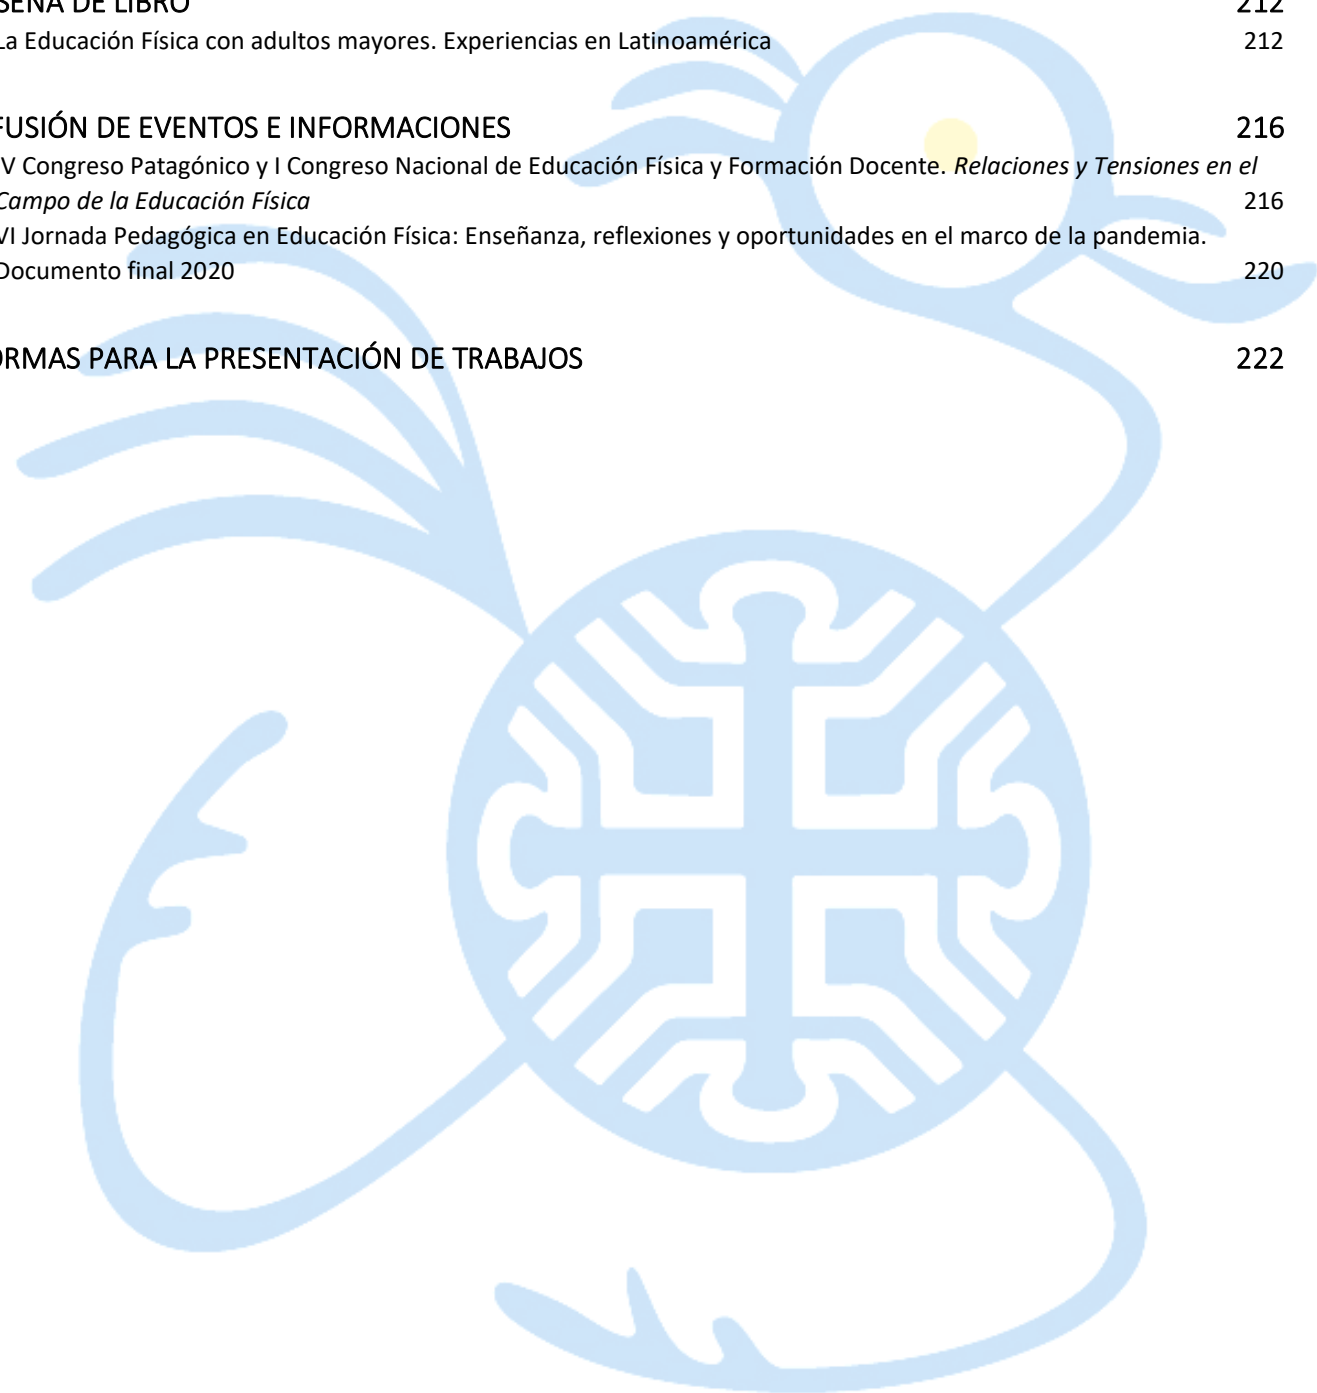 SEÑA DE LIBRO 212
La Educación Física con adultos mayores. Experiencias en Latinoamérica 212
FUSIÓN DE EVENTOS E INFORMACIONES 216
V Congreso Patagónico y I Congreso Nacional de Educación Física y Formación Docente. Relaciones y Tensiones en el
Campo de la Educación Física 216
VI Jornada Pedagógica en Educación Física: Enseñanza, reflexiones y oportunidades en el marco de la pandemia.
Documento final 2020 220
ORMAS PARA LA PRESENTACIÓN DE TRABAJOS 222